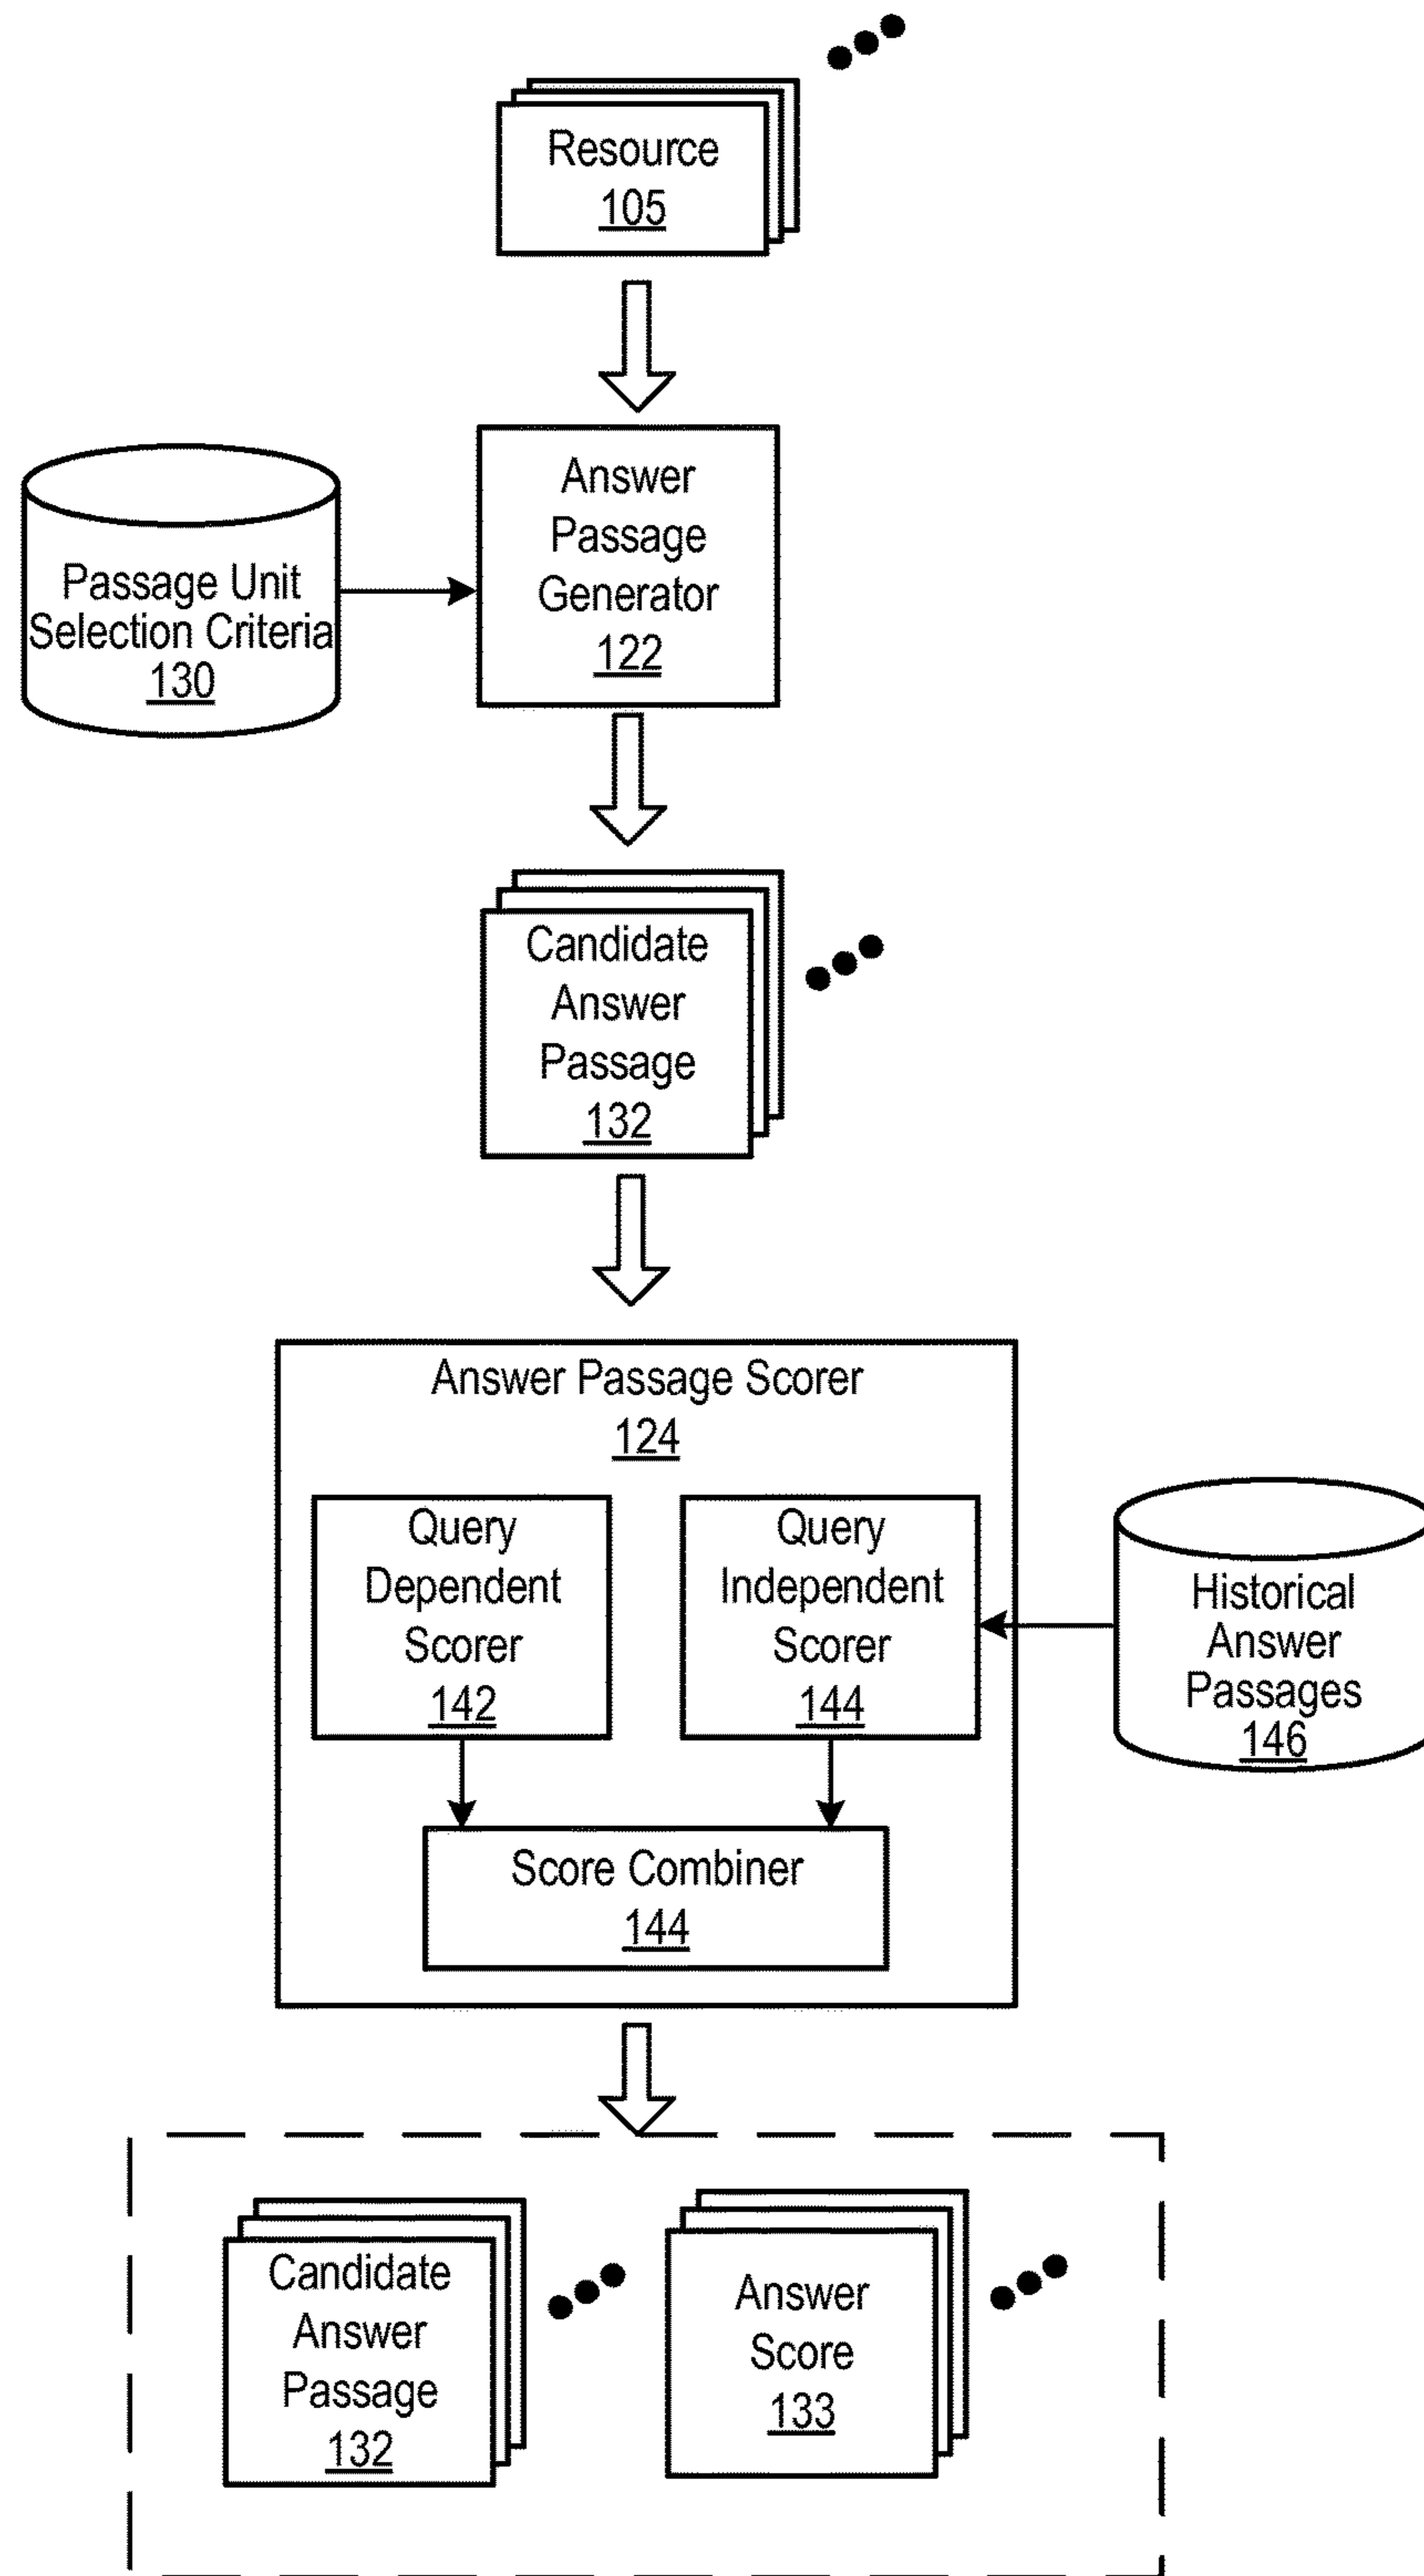 Resource
105
Answer
Passage
Generator
122
Passage Unit
Selection Criteria
130
Candidate
Answer
Passage
132
Answer Passage Scorer
124
Query
Dependent
Scorer
142
Query
Independent
Scorer
144
Historical
Answer
Passages
146
Score Combiner
144
Candidate
Answer
Passage
132
Answer
Score
133